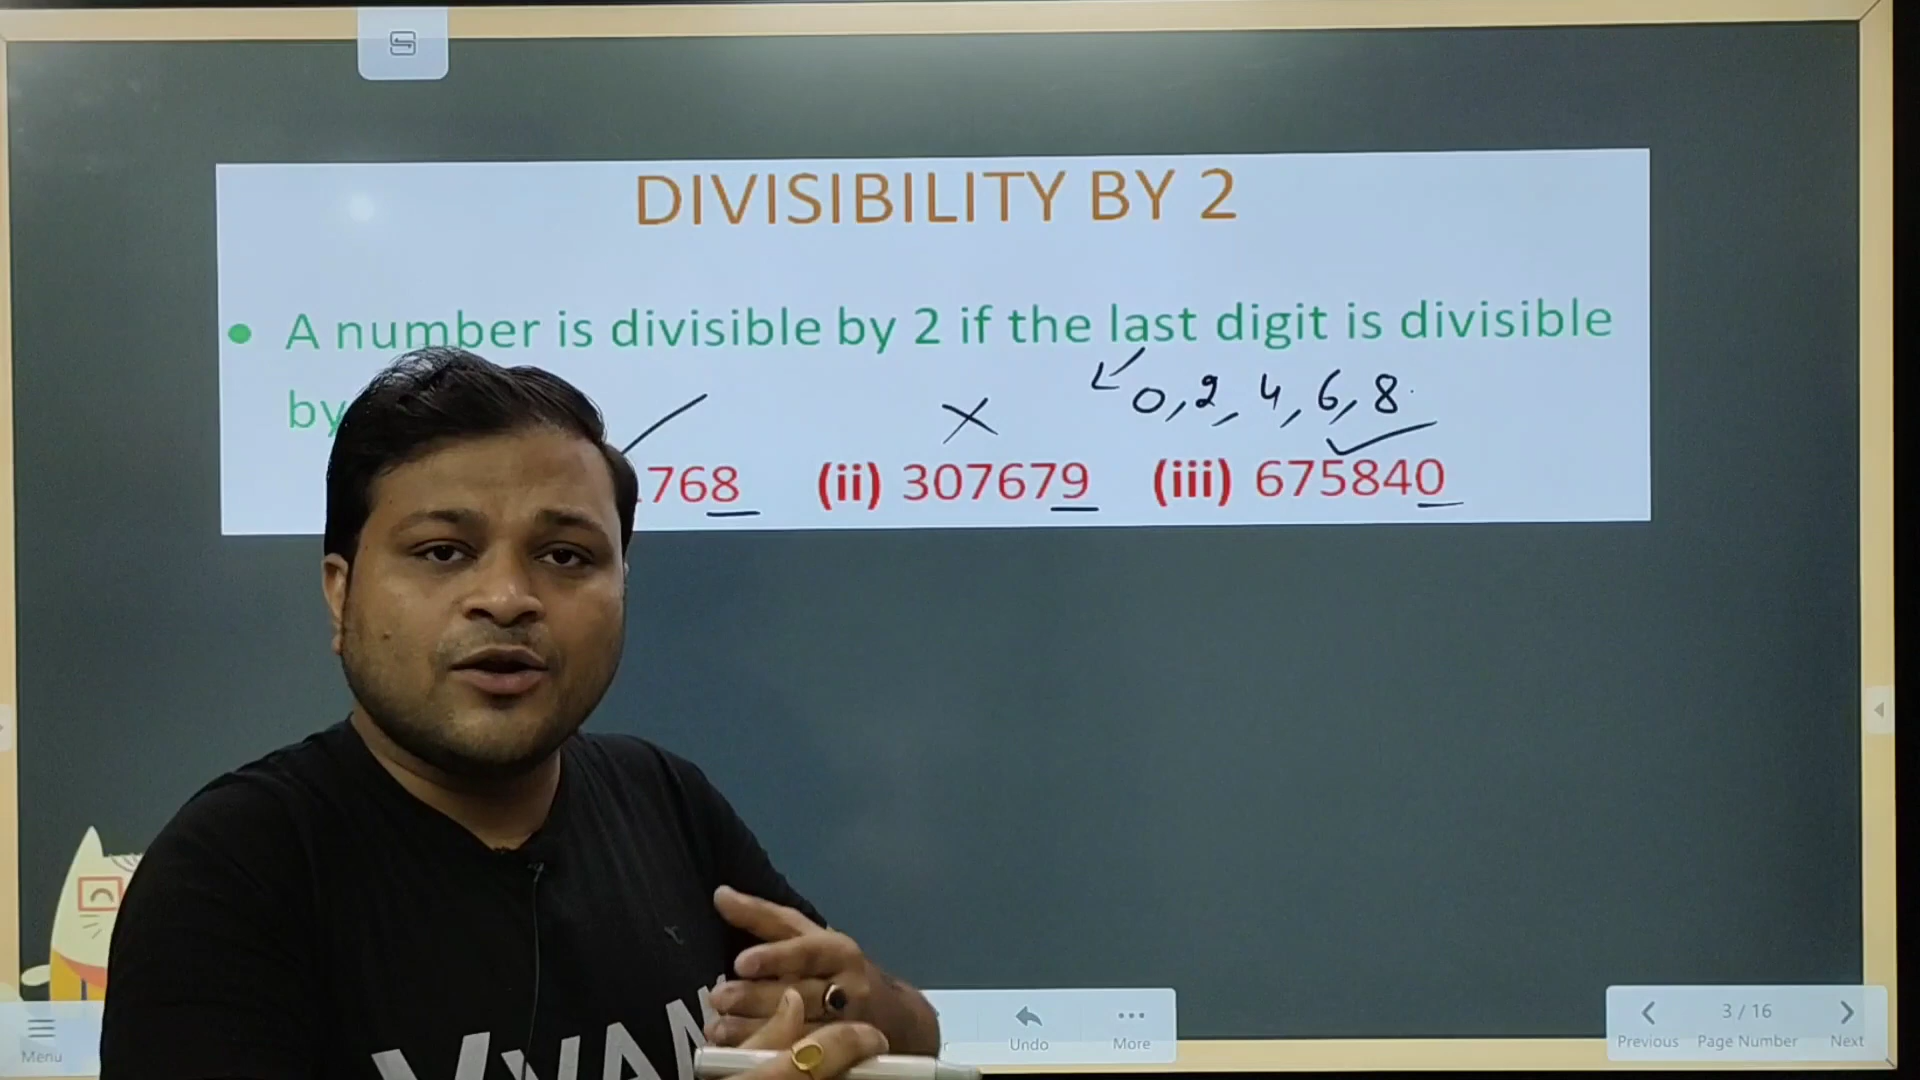 DIVISIBILITY BY 2
• A number is divisible by 2 if the last digit is divisible
by
0, 2, 4, 6, 8.
768 (ii) 307679 (iii) 675840
Undo
More
Menu
3 / 16
Previous Page Number Next